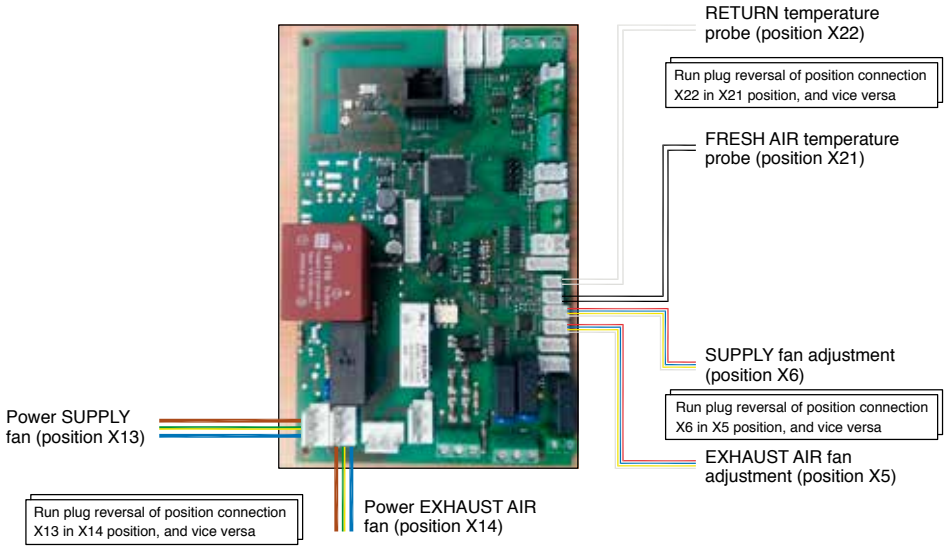 RETURN temperature
probe (position X22)
Run plug reversal of position connection
X22 in X21 position, and vice versa
FRESH AIR temperature
probe (position X21)
SUPPLY fan adjustment
(position X6)
Run plug reversal of position connection
X6 in X5 position, and vice versa
EXHAUST AIR fan
adjustment (position X5)
Power SUPPLY
fan (position X13)
Run plug reversal of position connection
X13 in X14 position, and vice versa
Power EXHAUST AIR
fan (position X14)